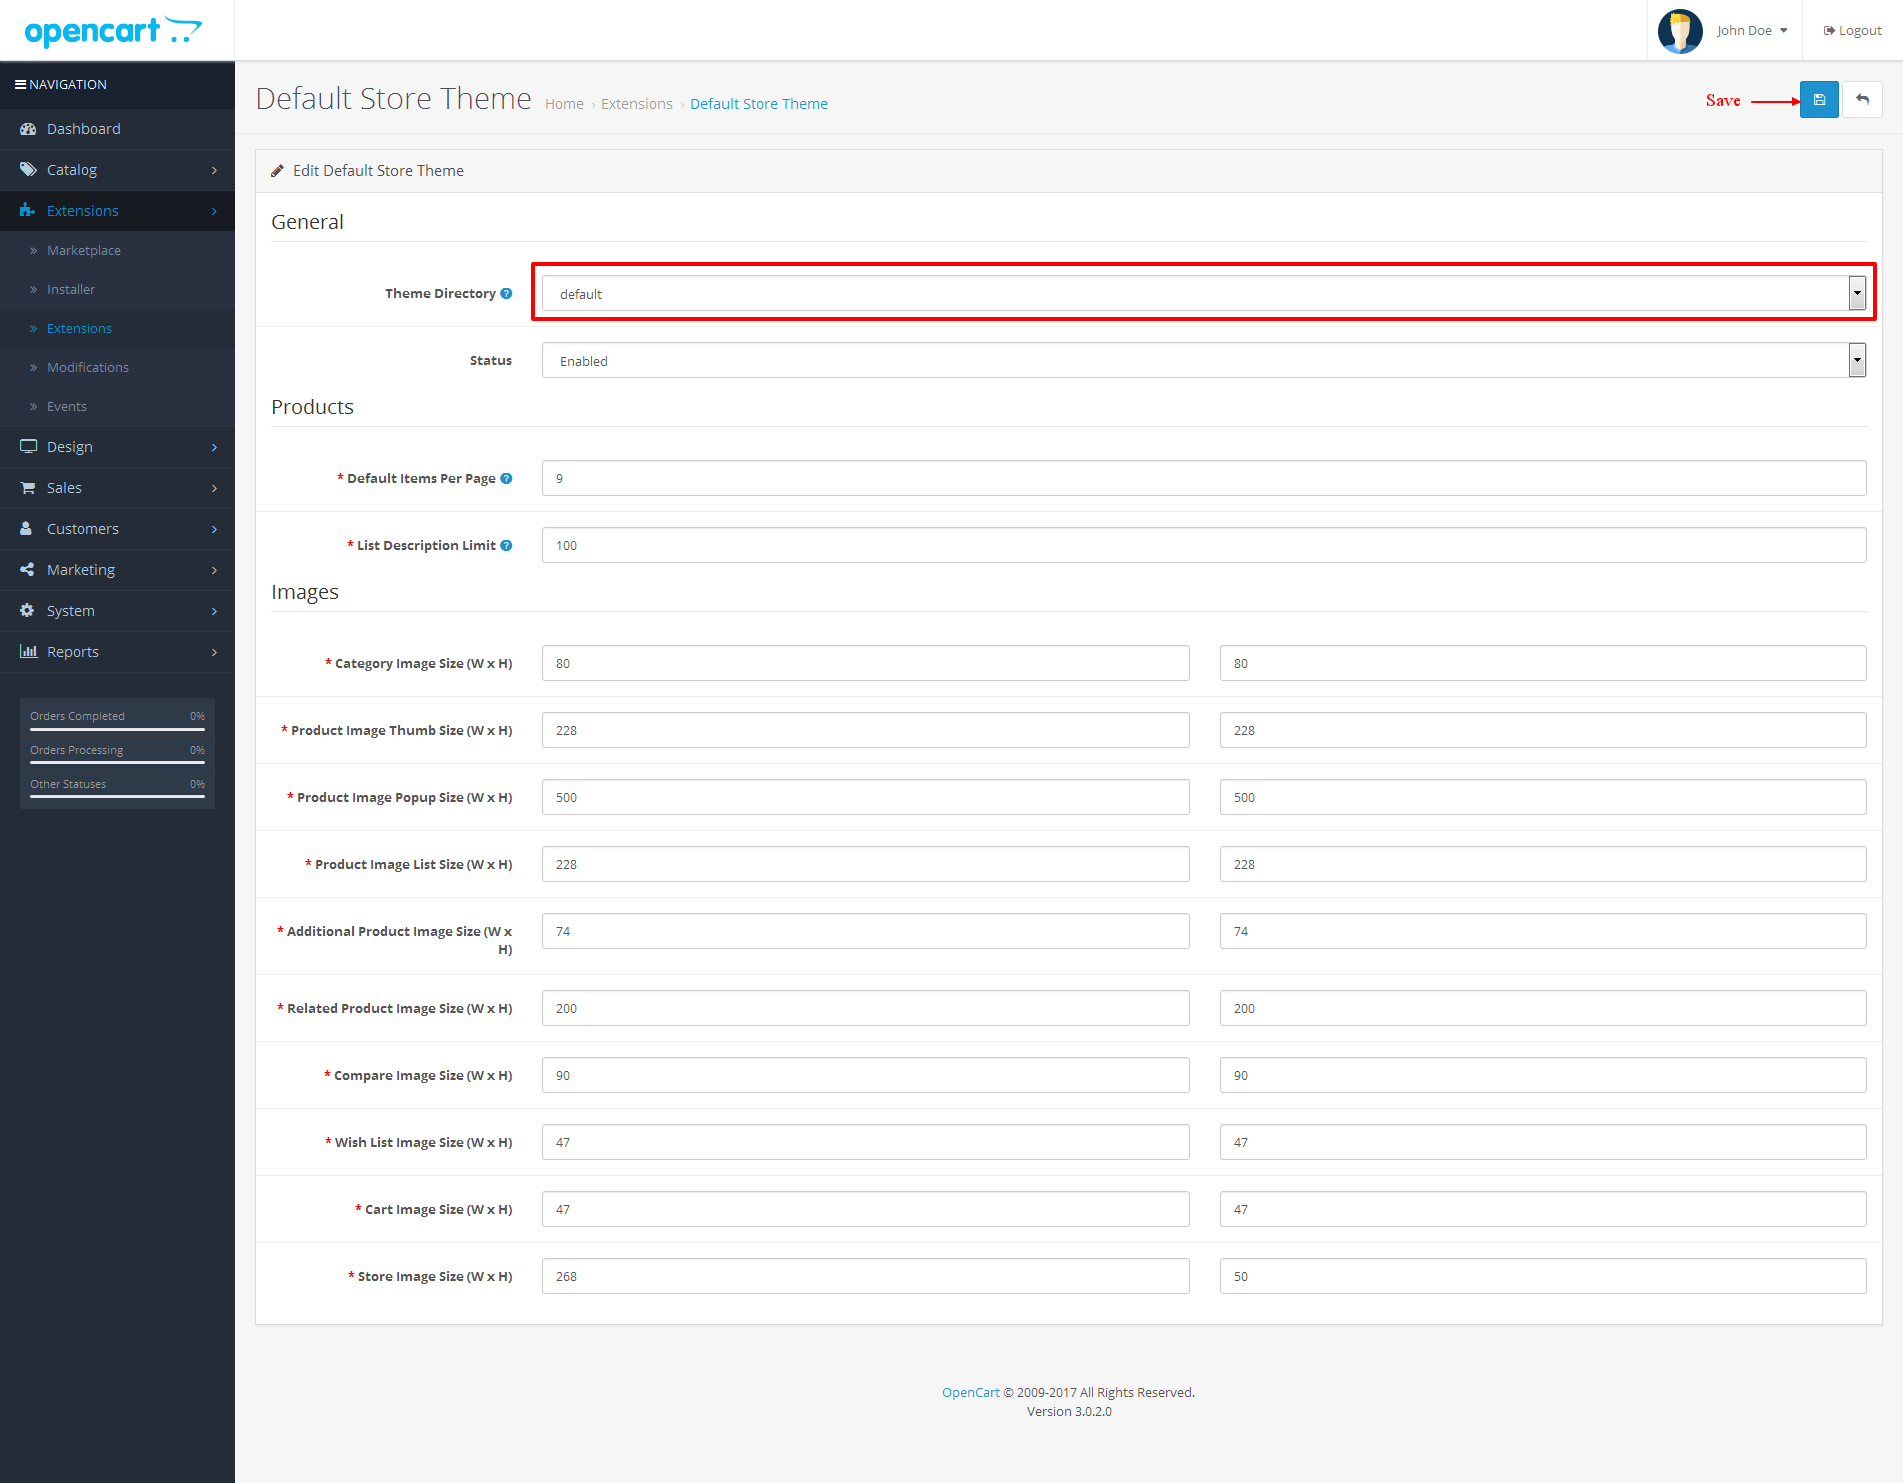 opencart
John Doe
Logout
NAVIGATION
Dashboard
Catalog
Extensions
Marketplace
Installer
Extensions
Modifications
Events
Design
Sales
Customers
Marketing
System
Reports
Orders Completed 0%
Orders Processing 0%
Other Statuses 0%
Default Store Theme
Home › Extensions › Default Store Theme
Save
Edit Default Store Theme
General
Theme Directory ? default
Status Enabled
Products
* Default Items Per Page ? 9
* List Description Limit ? 100
Images
* Category Image Size (W x H) 80 80
* Product Image Thumb Size (W x H) 228 228
* Product Image Popup Size (W x H) 500 500
* Product Image List Size (W x H) 228 228
* Additional Product Image Size (W x
H) 74 74
* Related Product Image Size (W x H) 200 200
* Compare Image Size (W x H) 90 90
* Wish List Image Size (W x H) 47 47
* Cart Image Size (W x H) 47 47
* Store Image Size (W x H) 268 50
OpenCart © 2009-2017 All Rights Reserved.
Version 3.0.2.0